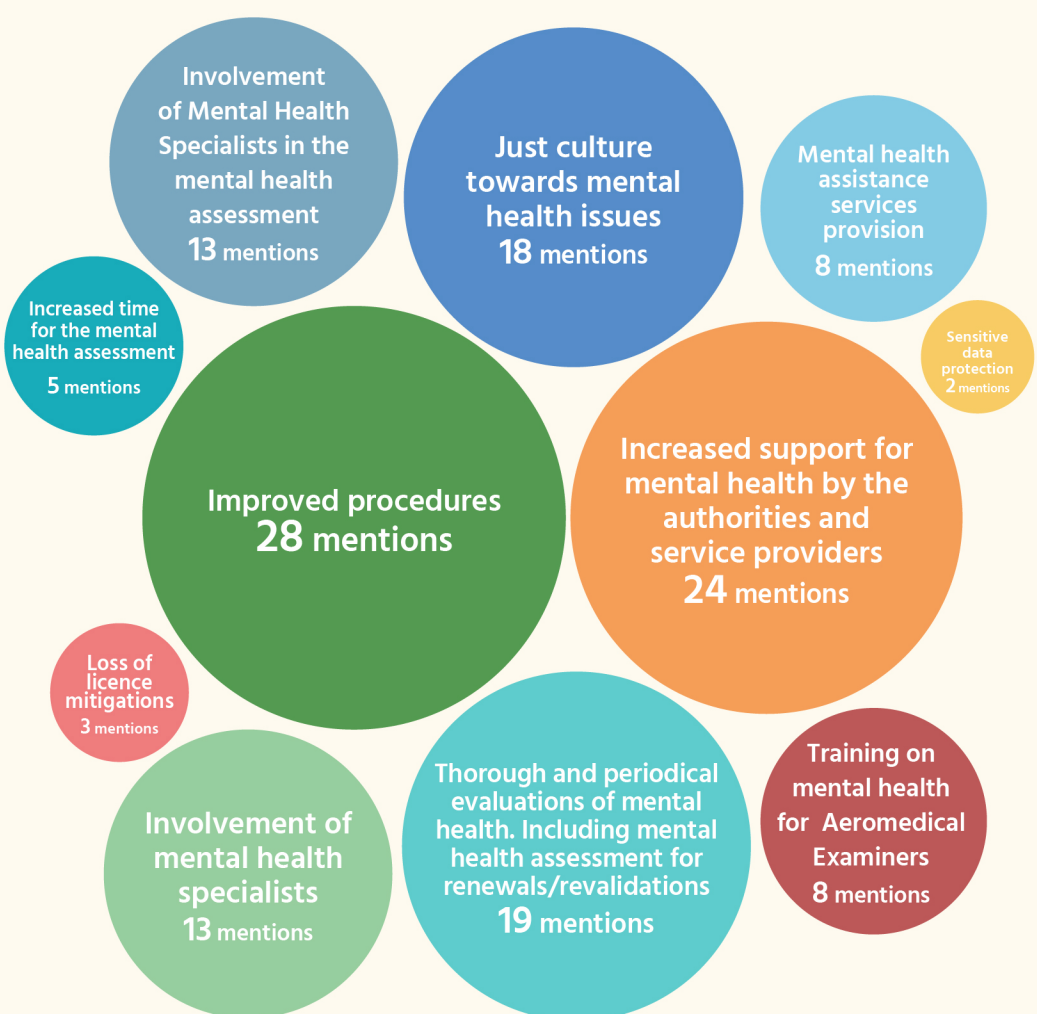 Involvement
of Mental Health
Specialists in the
mental health
assessment
13 mentions
Just culture
towards mental
health issues
18 mentions
Mental health
assistance
services
provision
8 mentions
Increased time
for the mental
health assessment
5 mentions
Sensitive
data
protection
2 mentions
Improved procedures
28 mentions
Increased support for
mental health by the
authorities and
service providers
24 mentions
Loss of
licence
mitigations
3 mentions
Involvement of
mental health
specialists
13 mentions
Thorough and periodical
evaluations of mental
health. Including mental
health assessment for
renewals/revalidations
19 mentions
Training on
mental health
for Aeromedical
Examiners
8 mentions